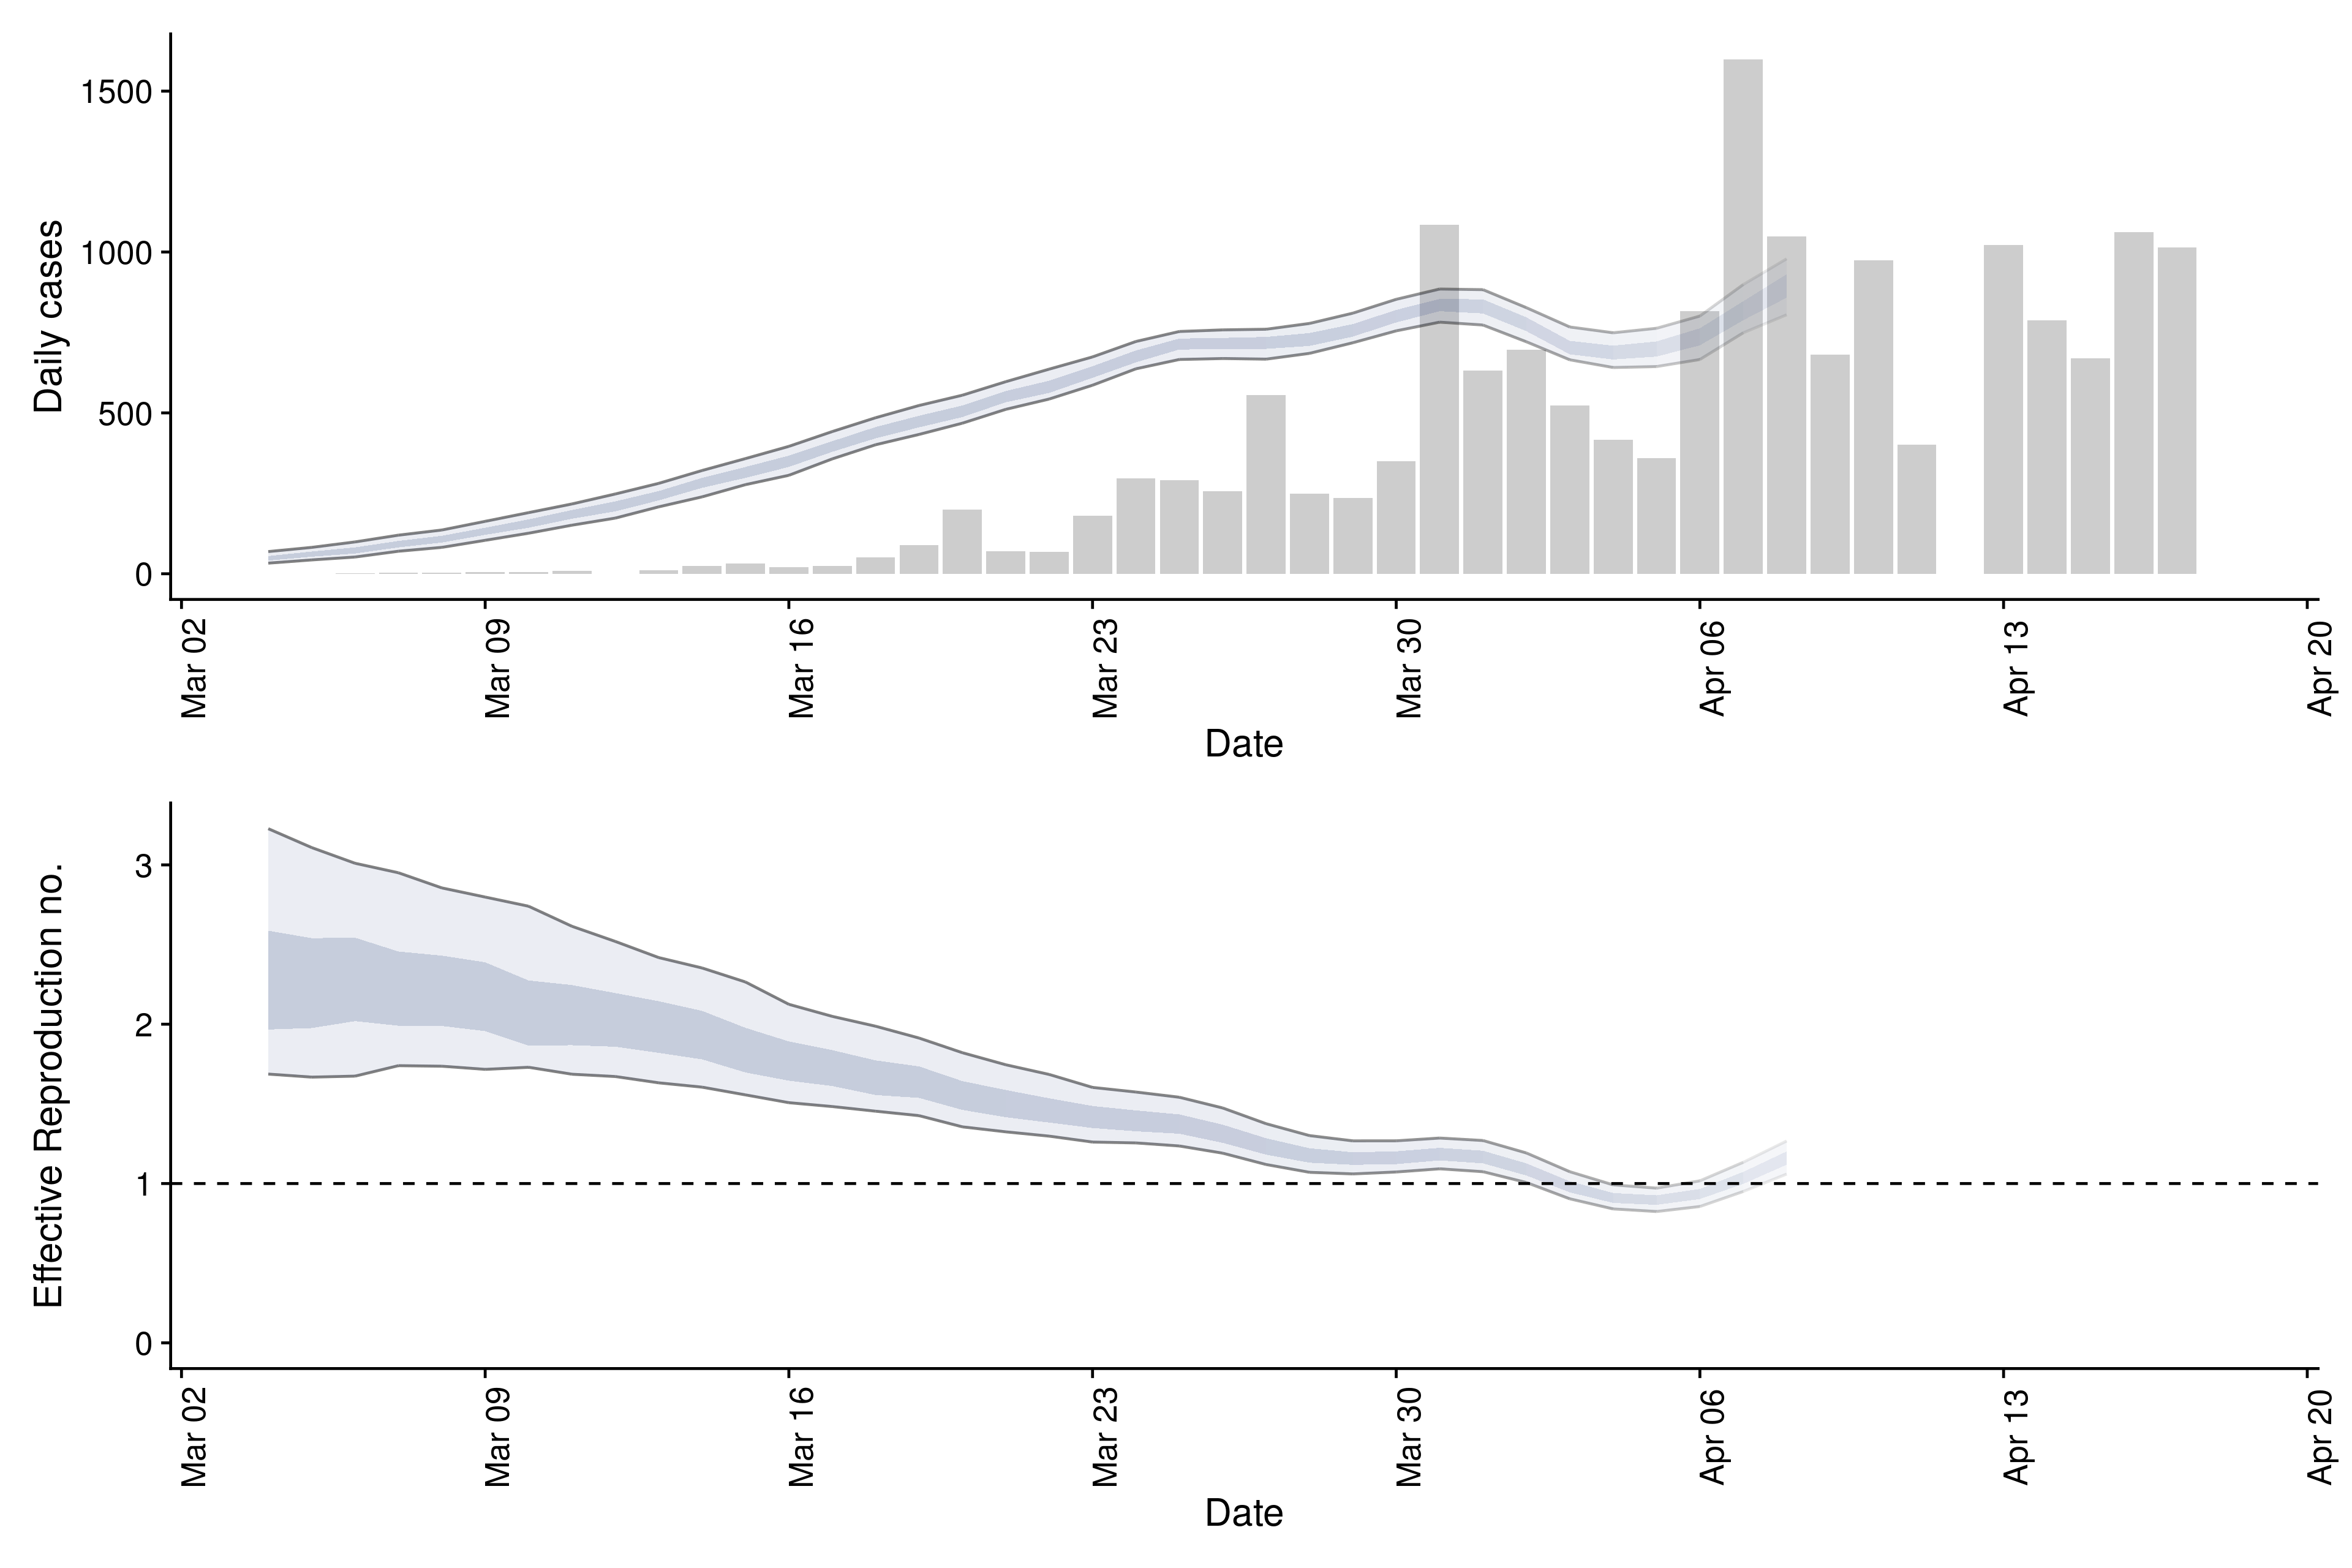 Daily cases
1500
1000
500
0
Mar 02
Mar 09
Mar 16
Mar 23
Mar 30
Apr 06
Apr 13
Apr 20
Date
Effective Reproduction no.
3
2
1
0
Mar 02
Mar 09
Mar 16
Mar 23
Mar 30
Apr 06
Apr 13
Apr 20
Date